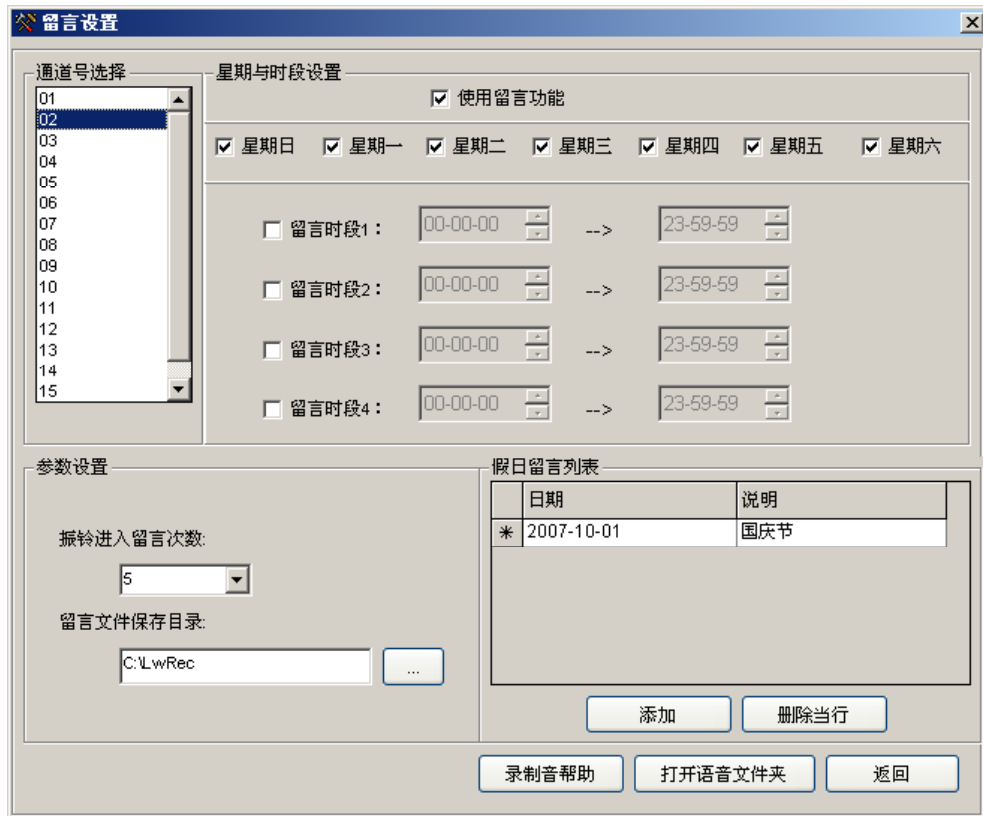 留言设置
通道号选择
01
02
03
04
05
06
07
08
09
10
11
12
13
14
15
星期与时段设置
使用留言功能
星期日 星期一 星期二 星期三 星期四 星期五 星期六
留言时段1： 00-00-00 --> 23-59-59
留言时段2： 00-00-00 --> 23-59-59
留言时段3： 00-00-00 --> 23-59-59
留言时段4： 00-00-00 --> 23-59-59
参数设置
振铃进入留言次数:
5
留言文件保存目录:
C:\LwRec ...
假日留言列表
日期 说明
* 2007-10-01 国庆节
添加 删除当行
录制音帮助 打开语音文件夹 返回